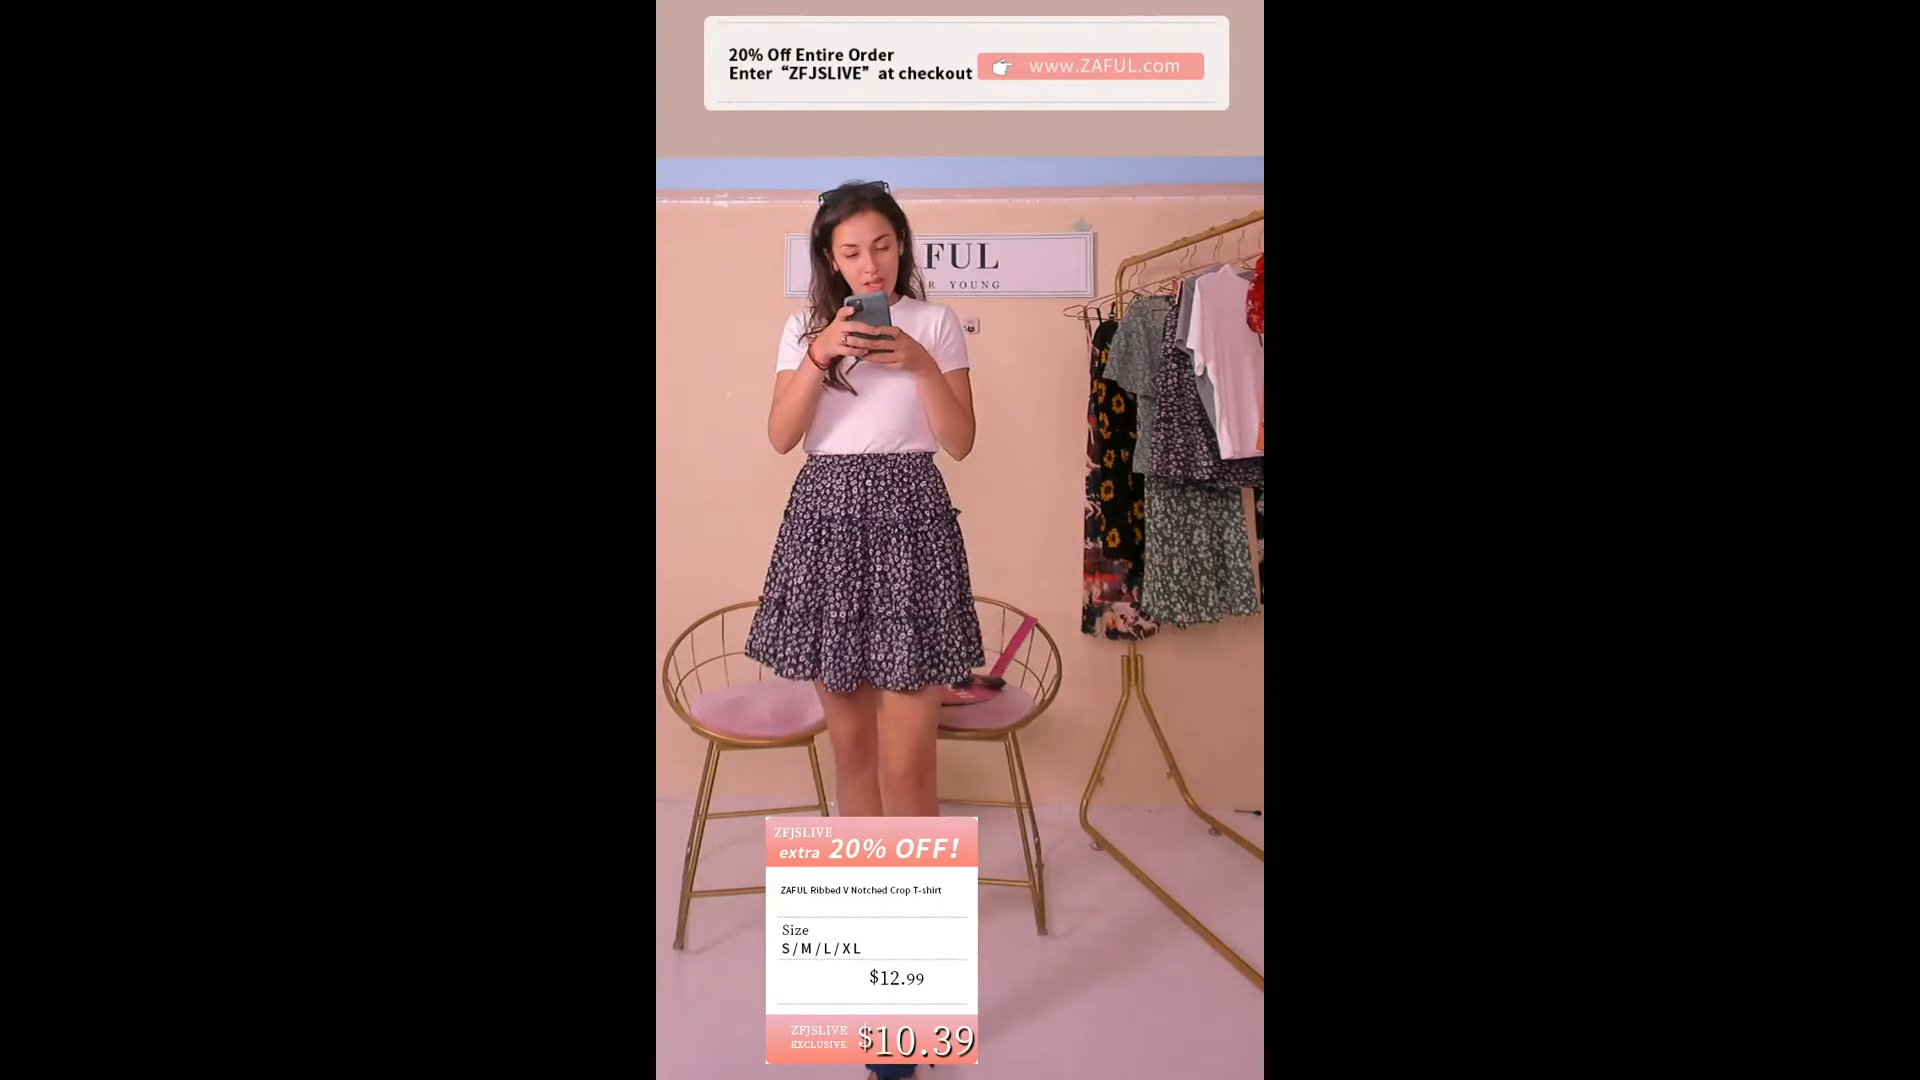 20% Off Entire Order
Enter “ZFJSLIVE” at checkout
www.ZAFUL.com
FUL
R YOUNG
ZFJSLIVE
extra 20% OFF!
ZAFUL Ribbed V Notched Crop T-shirt
Size
S/M/L/XL
$12.99
ZFJSLIVE
EXCLUSIVE
$10.39